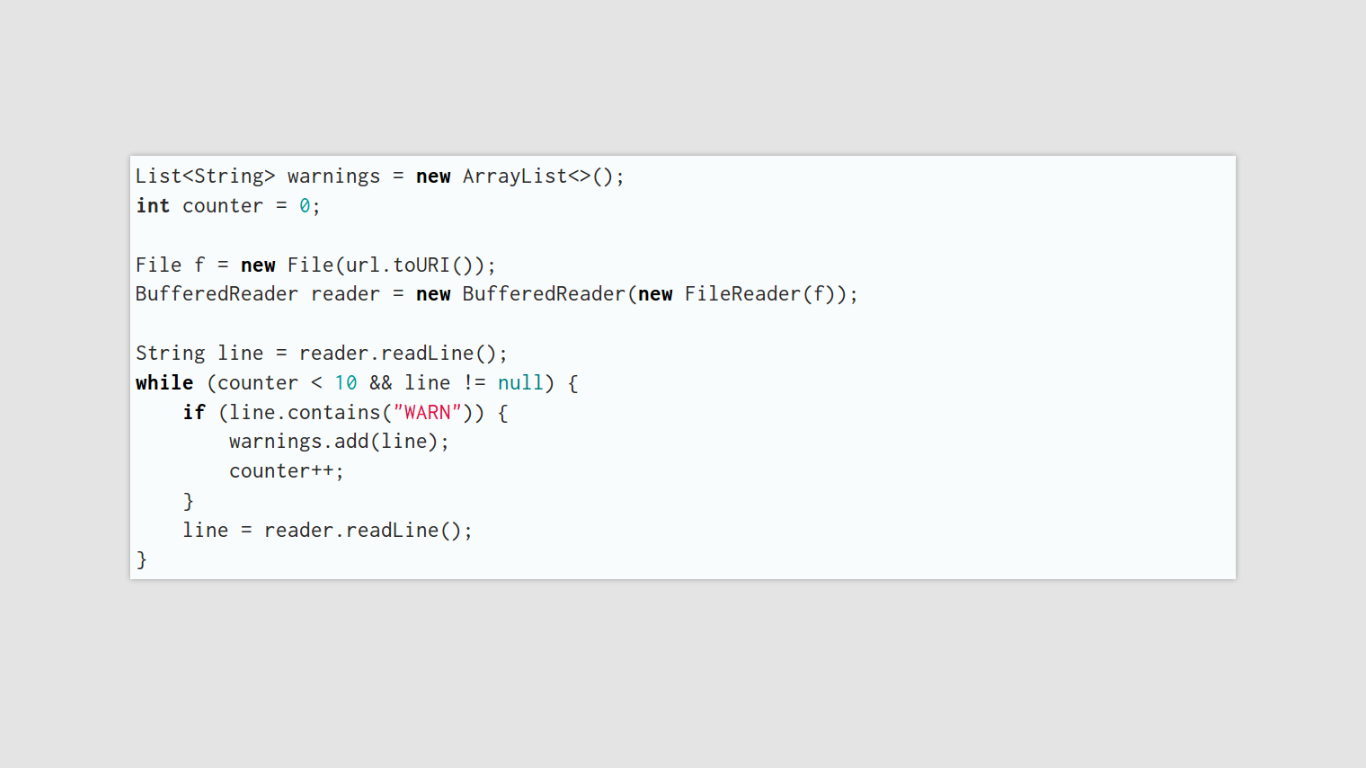 List<String> warnings = new ArrayList<>();
int counter = 0;

File f = new File(url.toURI());
BufferedReader reader = new BufferedReader(new FileReader(f));

String line = reader.readLine();
while (counter < 10 && line != null) {
    if (line.contains("WARN")) {
        warnings.add(line);
        counter++;
    }
    line = reader.readLine();
}